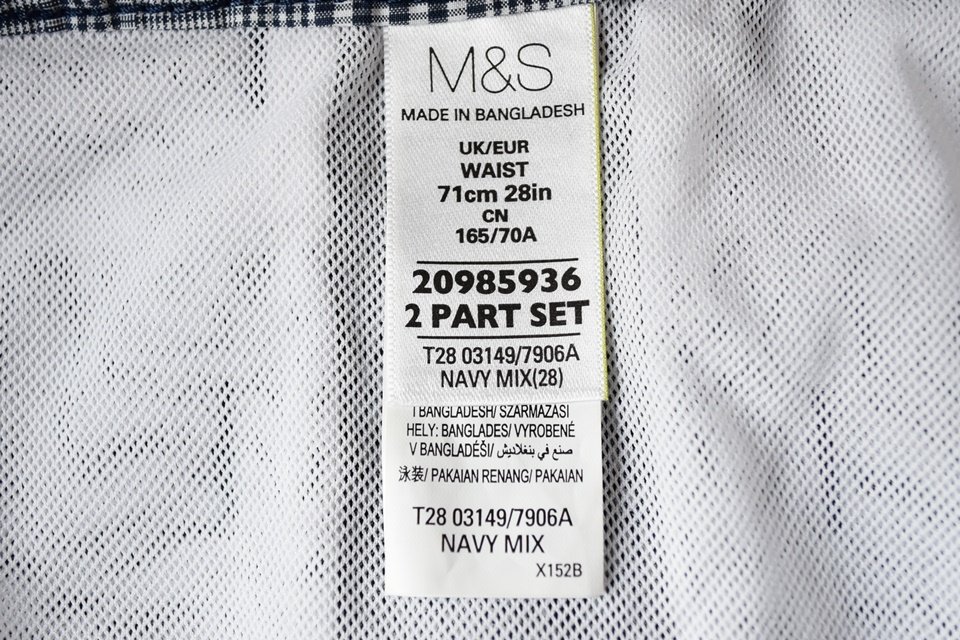 M&S
MADE IN BANGLADESH
UK/EUR
WAIST
71cm 28in
CN
165/70A
20985936
2 PART SET
T28 03149/7906A
NAVY MIX(28)
I BANGLADESH/ SZÁRMAZÁSI
HELY: BANGLADES/ VYROBENÉ
V BANGLADÉŠI/ صنع في بنغلاديش/
泳装/ PAKAIAN RENANG/ PAKAIAN
T28 03149/7906A
NAVY MIX
X152B